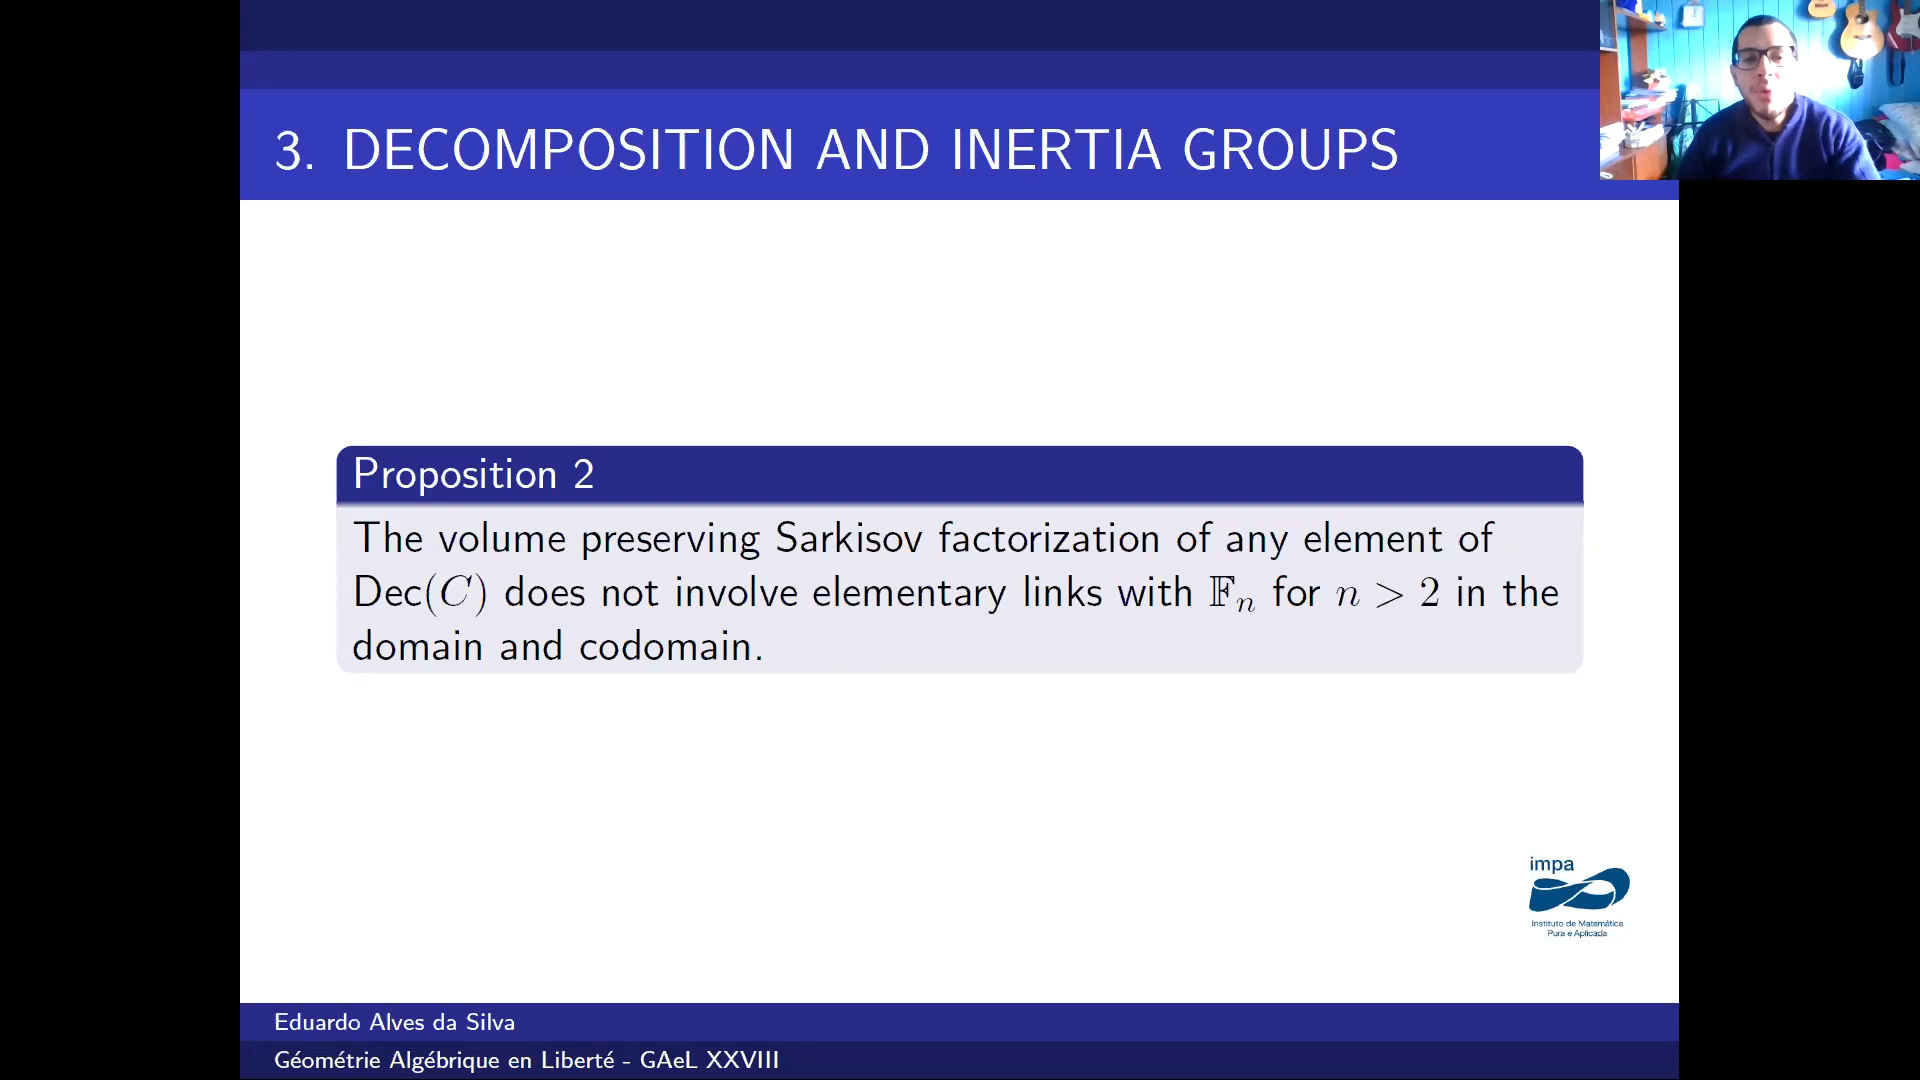 3. DECOMPOSITION AND INERTIA GROUPS
Proposition 2
The volume preserving Sarkisov factorization of any element of
Dec(C) does not involve elementary links with 𝔽ₙ for n > 2 in the
domain and codomain.
impa
Instituto de Matemática
Pura e Aplicada
Eduardo Alves da Silva
Géométrie Algébrique en Liberté - GAeL XXVIII